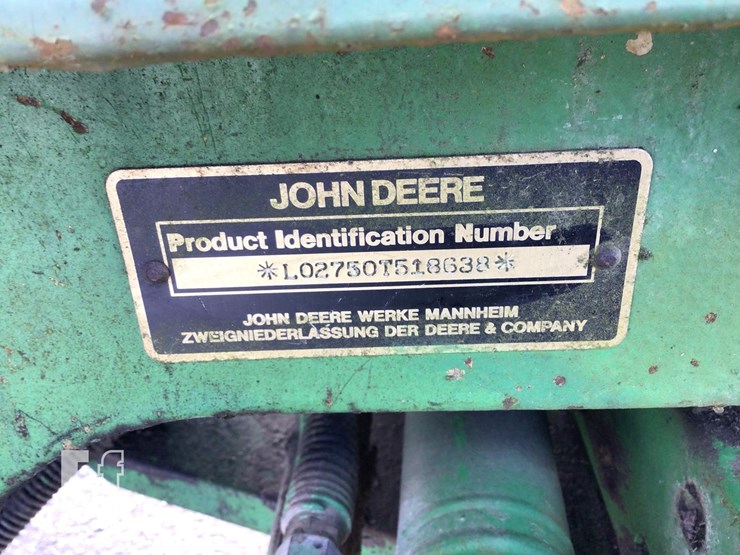 JOHN DEERE
Product Identification Number
*L02750T518638*
JOHN DEERE WERKE MANNHEIM
ZWEIGNIEDERLASSUNG DER DEERE & COMPANY